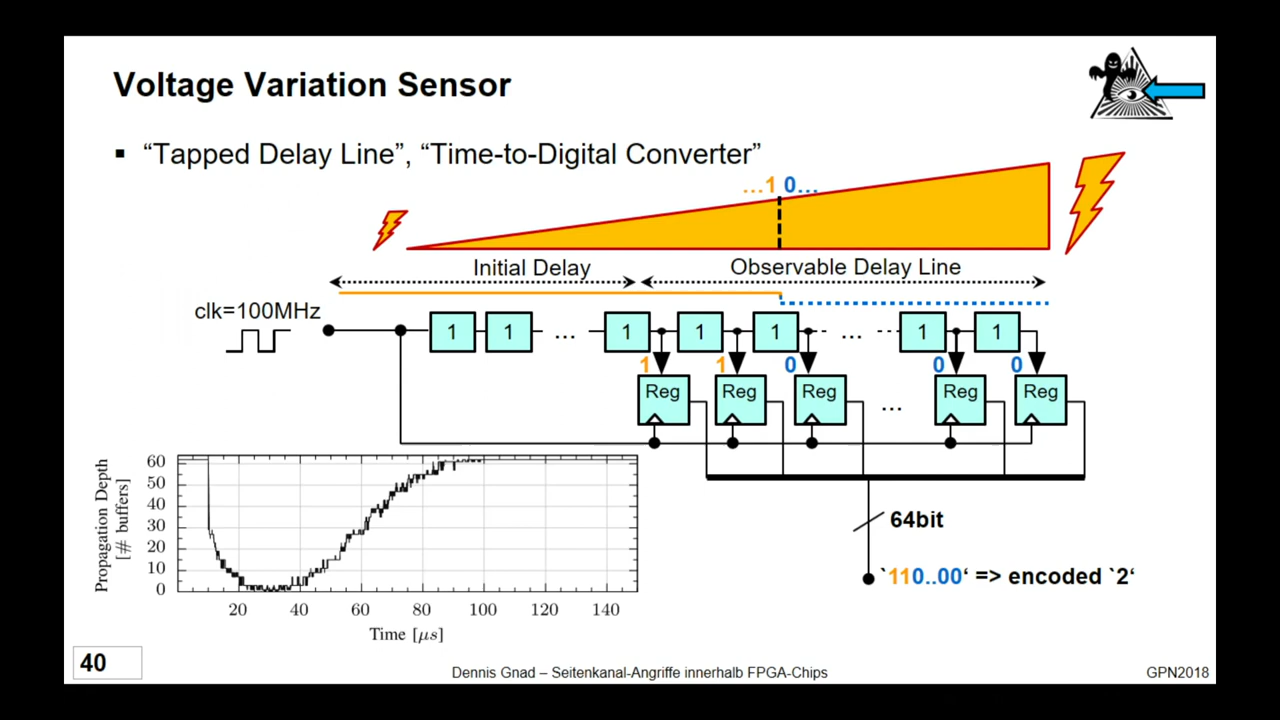 Voltage Variation Sensor
▪ “Tapped Delay Line”, “Time-to-Digital Converter”
...1 0...
Initial Delay
Observable Delay Line
clk=100MHz
1 1 ... 1 1 1 ... 1 1
1 1 0 0 0
Reg Reg Reg ... Reg Reg
Propagation Depth
[# buffers]
60
50
40
30
20
10
0
20 40 60 80 100 120 140
Time [µs]
64bit
`110..00‘ => encoded `2‘
40
Dennis Gnad – Seitenkanal-Angriffe innerhalb FPGA-Chips
GPN2018